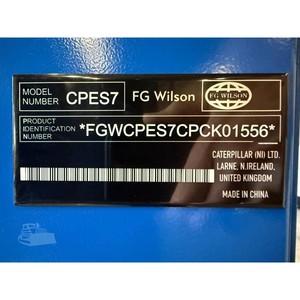 MODEL
NUMBER
CPES7
FG Wilson
FG WILSON
PRODUCT
IDENTIFICATION
NUMBER
*FGWCPES7CPCK01556*
CATERPILLAR (NI) LTD.
LARNE, N.IRELAND,
UNITED KINGDOM
MADE IN CHINA